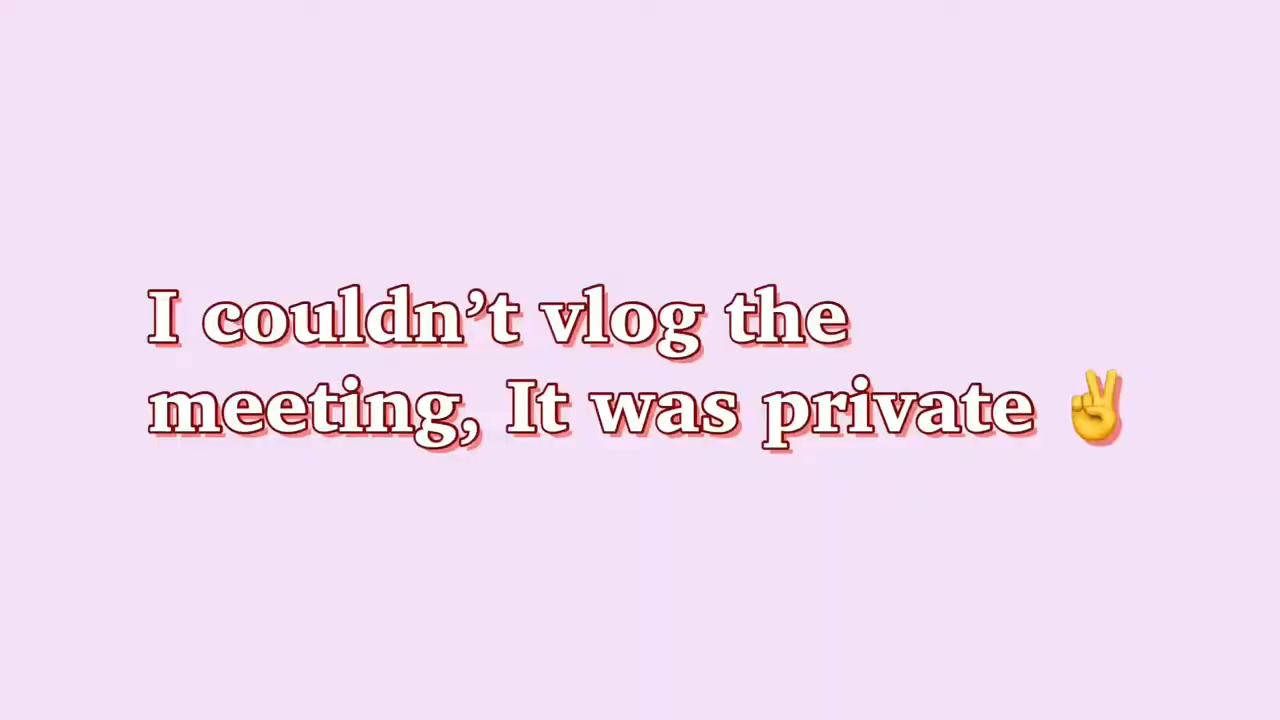 I couldn’t vlog the
meeting, It was private ✌️